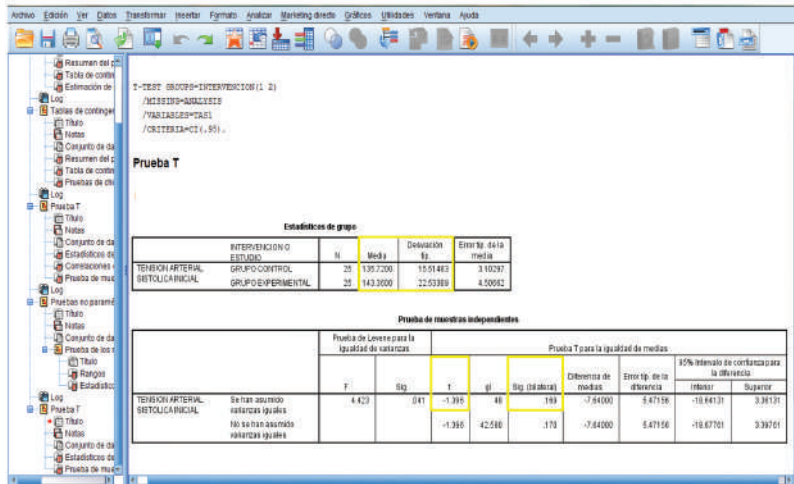 Archivo Edición Ver Datos Transformar Insertar Formato Analizar Marketing directo Gráficos Utilidades Ventana Ayuda
Resumen del p
Tabla de contin
Estimación de
Log
Tablas de continger
Título
Notas
Conjunto de da
Resumen del p
Tabla de contin
Pruebas de chi
Log
Prueba T
Título
Notas
Conjunto de da
Estadísticos de
Correlaciones
Prueba de mue
Log
Pruebas no paramé
Título
Notas
Conjunto de da
Prueba de los
Título
Rangos
Estadístico
Log
Prueba T
Título
Notas
Conjunto de da
Estadísticos de
Prueba de mue
T-TEST GROUPS=INTERVENCION(1 2)
/MISSING=ANALYSIS
/VARIABLES=TAS1
/CRITERIA=CI(.95).
Prueba T
Estadísticos de grupo
INTERVENCION O ESTUDIO N Media Desviación típ. Error típ. de la media
TENSION ARTERIAL SISTOLICA INICIAL GRUPO CONTROL 25 135.7200 15.51483 3.10297
GRUPO EXPERIMENTAL 25 143.3600 22.53389 4.50662
Prueba de muestras independientes
Prueba de Levene para la igualdad de varianzas Prueba T para la igualdad de medias
95% Intervalo de confianza para la diferencia
F Sig. t gl Sig. (bilateral) Diferencia de medias Error típ. de la diferencia Inferior Superior
TENSION ARTERIAL SISTOLICA INICIAL Se han asumido varianzas iguales 4.423 .041 -1.396 48 .169 -7.64000 5.47156 -18.64131 3.36131
No se han asumido varianzas iguales -1.396 42.580 .170 -7.64000 5.47156 -18.67761 3.39761